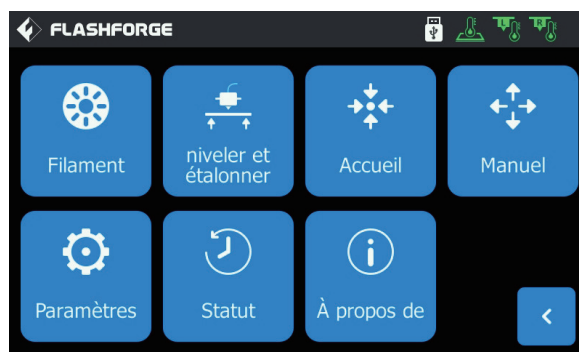 FLASHFORGE
L R
Filament
niveler et
étalonner
Accueil
Manuel
Paramètres
Statut
À propos de